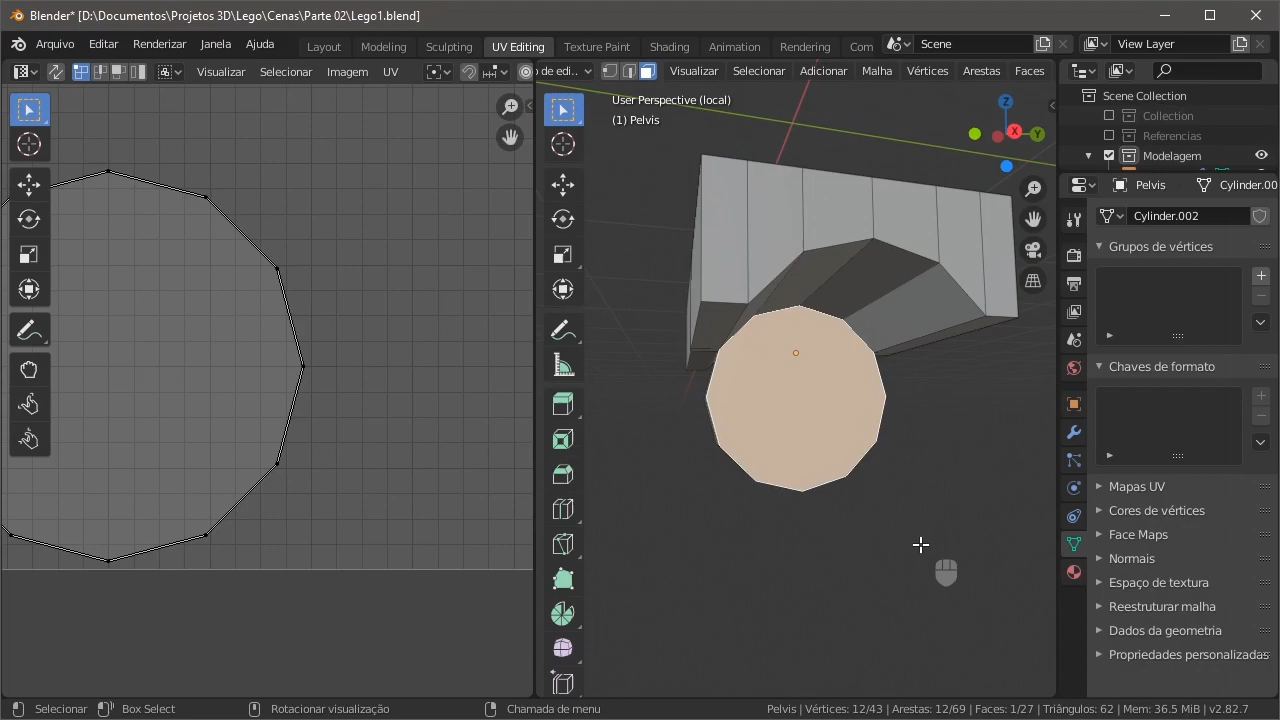 Blender* [D:\Documentos\Projetos 3D\Lego\Cenas\Parte 02\Lego1.blend]
Arquivo Editar Renderizar Janela Ajuda Layout Modeling Sculpting UV Editing Texture Paint Shading Animation Rendering Com Scene View Layer
Visualizar Selecionar Imagem UV
o de edi.. Visualizar Selecionar Adicionar Malha Vértices Arestas Faces
User Perspective (local)
(1) Pelvis
Z
X
Y
Scene Collection
Collection
Referencias
Modelagem
Pelvis Cylinder.00
Cylinder.002
Grupos de vértices
Chaves de formato
Mapas UV
Cores de vértices
Face Maps
Normais
Espaço de textura
Reestruturar malha
Dados da geometria
Propriedades personalizadas
Selecionar Box Select Rotacionar visualização Chamada de menu Pelvis | Vértices: 12/43 | Arestas: 12/69 | Faces: 1/27 | Triângulos: 62 | Mem: 36.5 MiB | v2.82.7